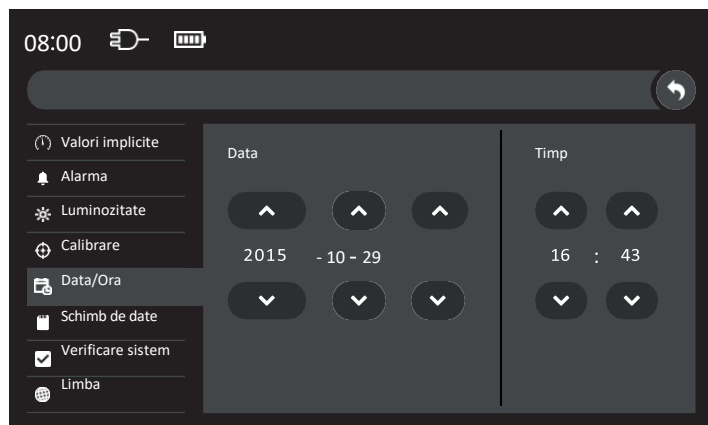 08:00
Valori implicite
Alarma
Luminozitate
Calibrare
Data/Ora
Schimb de date
Verificare sistem
Limba
Data
2015 - 10 - 29
Timp
16 : 43